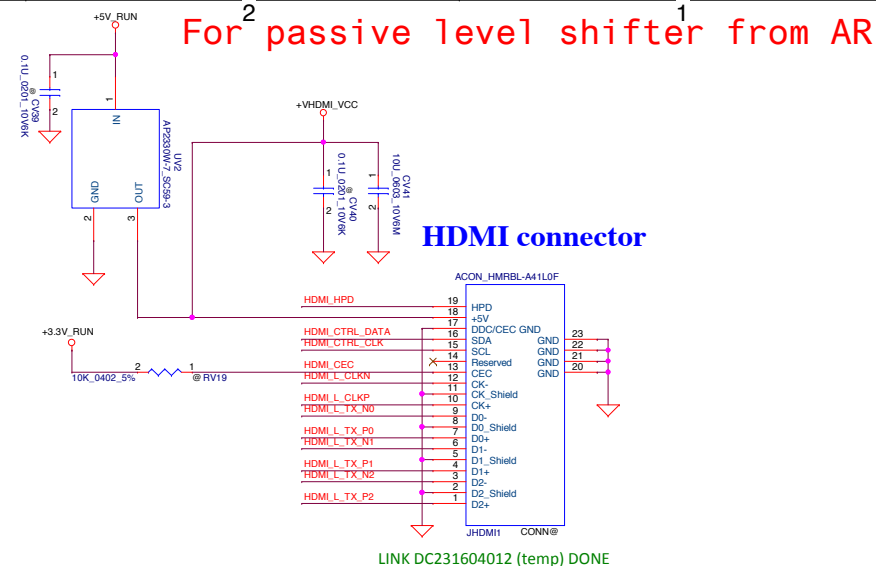 2
1
For passive level shifter from AR
+5V_RUN
1
2
@
CV39
0.1U_0201_10V6K
1
IN
GND
OUT
2
3
UV2
AP2330W-7_SC59-3
+VHDMI_VCC
1
2
@
CV40
0.1U_0201_10V6K
1
2
CV41
10U_0603_10V6M
HDMI connector
ACON_HMRBL-A41L0F
HDMI_HPD 19 HPD
18 +5V
17 DDC/CEC GND
HDMI_CTRL_DATA 16 SDA GND 23
HDMI_CTRL_CLK 15 SCL GND 22
14 Reserved GND 21
HDMI_CEC 13 CEC GND 20
HDMI_L_CLKN 12 CK-
11 CK_Shield
HDMI_L_CLKP 10 CK+
HDMI_L_TX_N0 9 D0-
8 D0_Shield
HDMI_L_TX_P0 7 D0+
HDMI_L_TX_N1 6 D1-
5 D1_Shield
HDMI_L_TX_P1 4 D1+
HDMI_L_TX_N2 3 D2-
2 D2_Shield
HDMI_L_TX_P2 1 D2+
+3.3V_RUN
2 1
10K_0402_5% @ RV19
JHDMI1 CONN@
LINK DC231604012 (temp) DONE